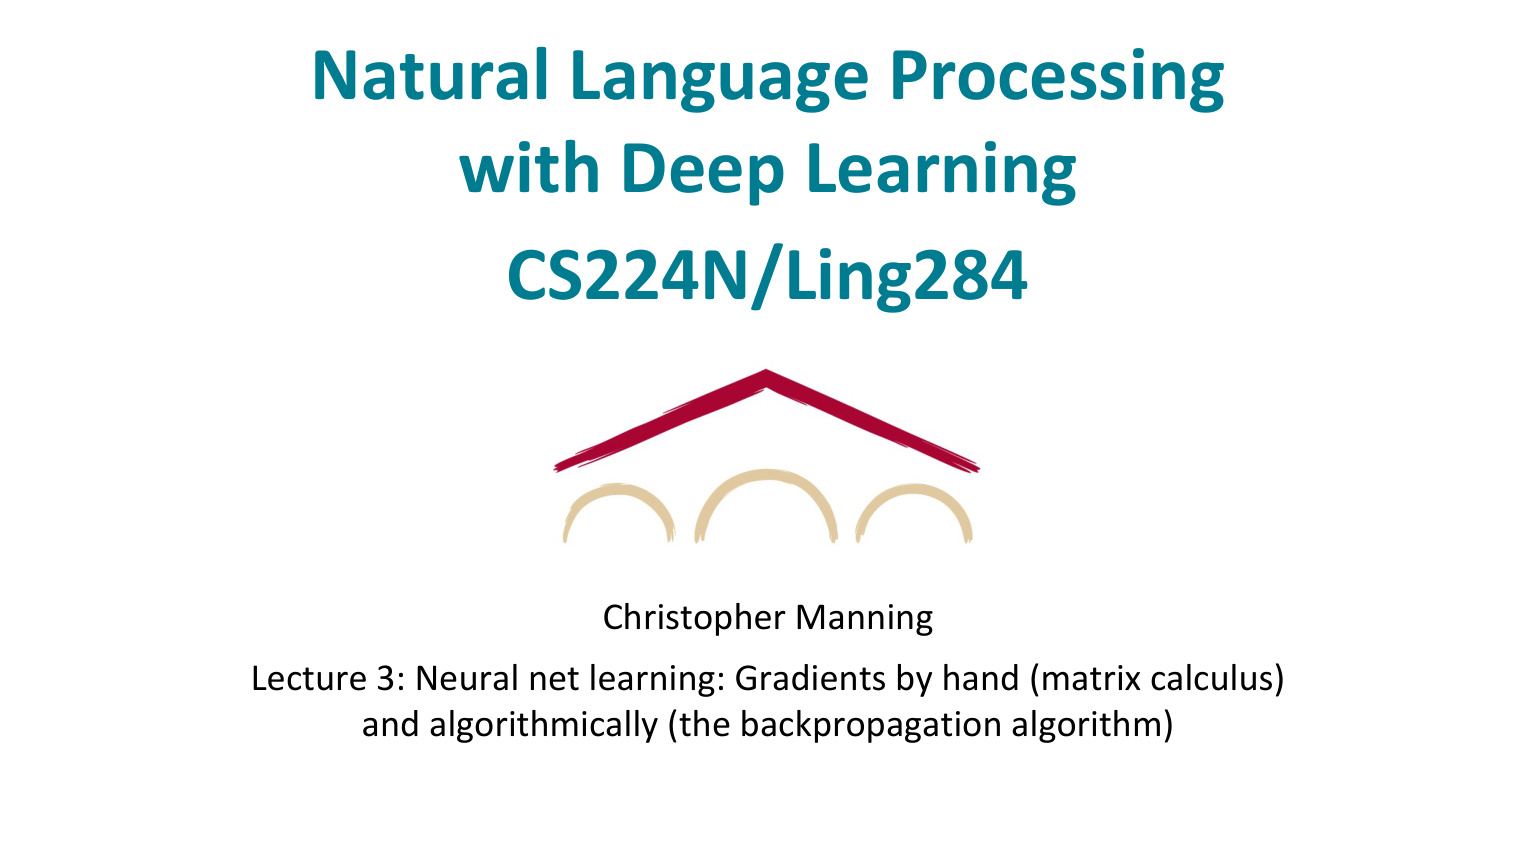 Natural Language Processing
with Deep Learning
CS224N/Ling284
Christopher Manning
Lecture 3: Neural net learning: Gradients by hand (matrix calculus)
and algorithmically (the backpropagation algorithm)